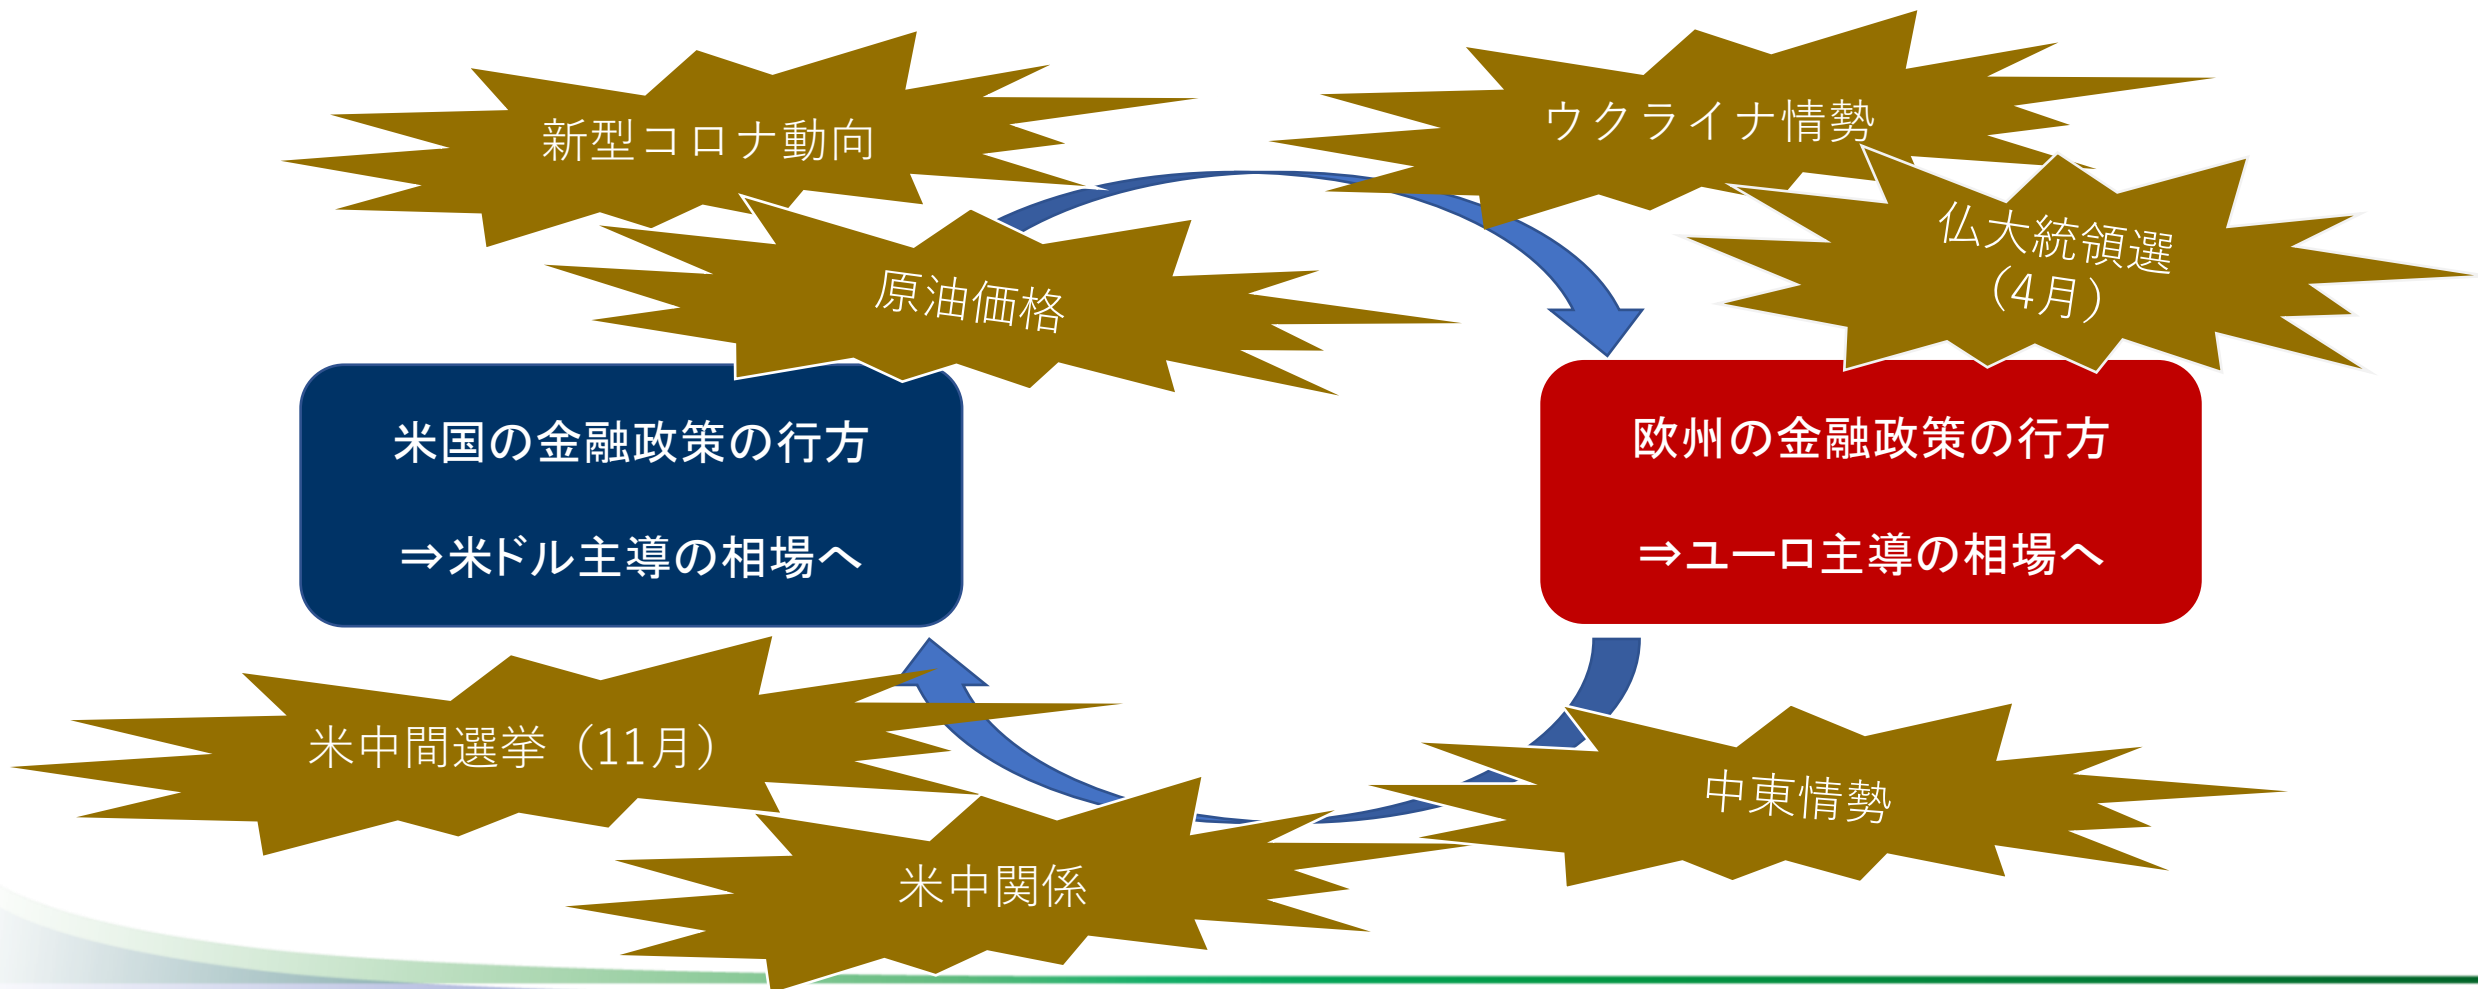 新型コロナ動向
ウクライナ情勢
原油価格
仏大統領選
（4月）
米国の金融政策の行方
⇒米ドル主導の相場へ
欧州の金融政策の行方
⇒ユーロ主導の相場へ
米中間選挙（11月）
中東情勢
米中関係